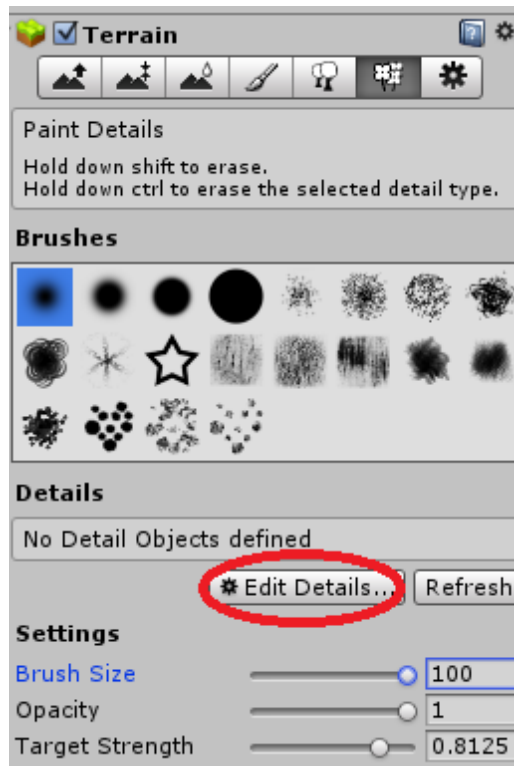 Terrain
Paint Details
Hold down shift to erase.
Hold down ctrl to erase the selected detail type.
Brushes
Details
No Detail Objects defined
Edit Details...
Refresh
Settings
Brush Size 100
Opacity 1
Target Strength 0.8125